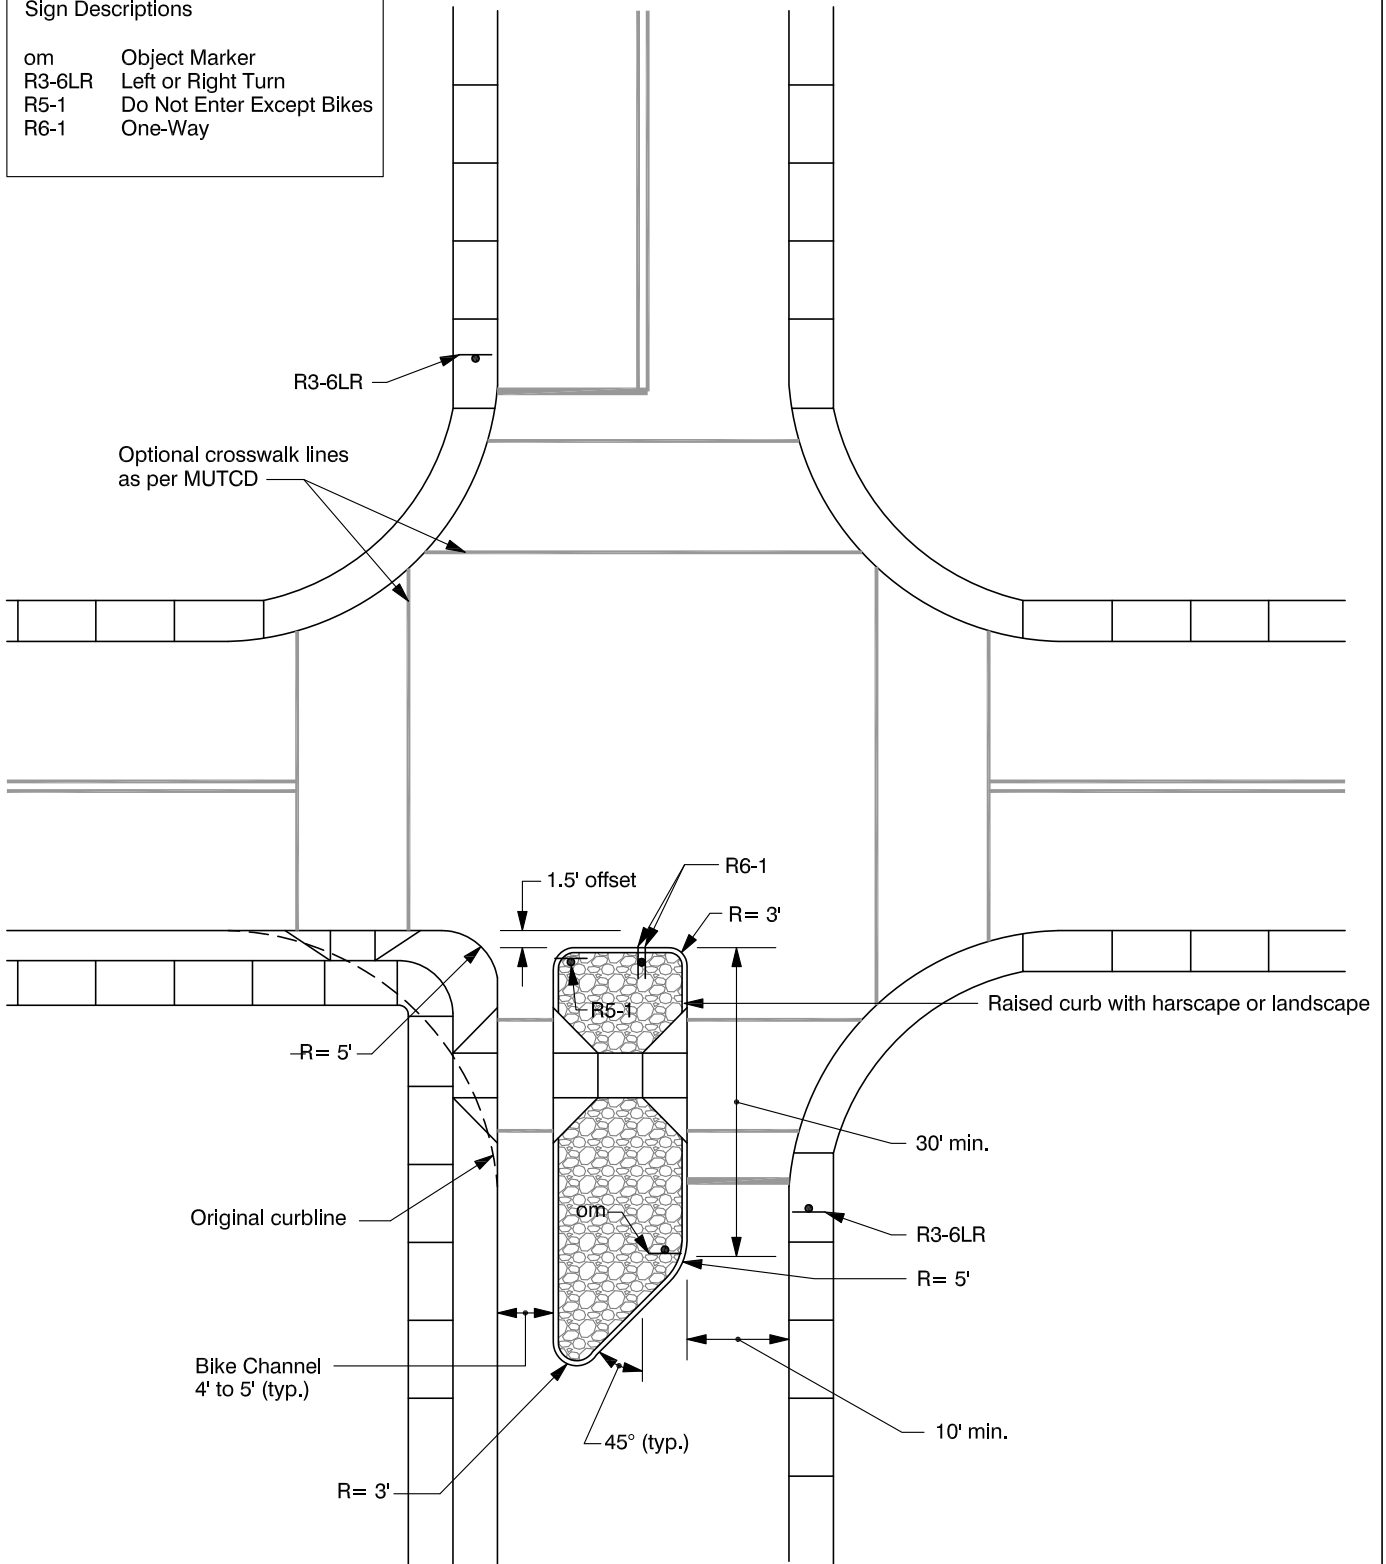 Sign Descriptions
om Object Marker
R3-6LR Left or Right Turn
R5-1 Do Not Enter Except Bikes
R6-1 One-Way
R3-6LR
Optional crosswalk lines
as per MUTCD
R6-1
1.5' offset
R= 3'
Raised curb with harscape or landscape
R5-1
R= 5'
30' min.
om
Original curbline
R3-6LR
R= 5'
Bike Channel
4' to 5' (typ.)
10' min.
45° (typ.)
R= 3'